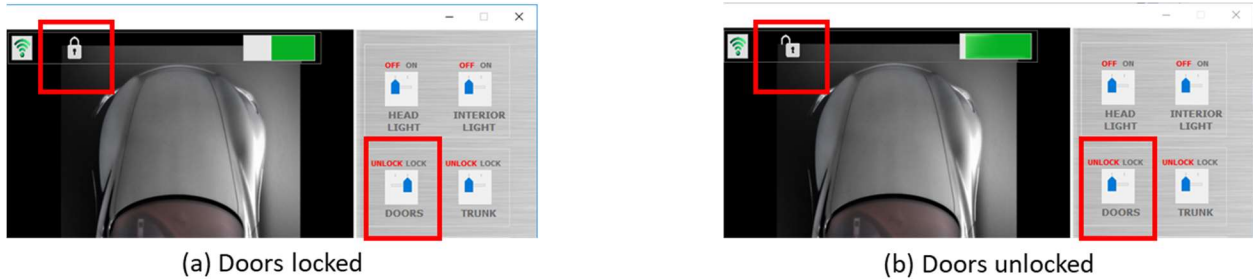 OFF ON OFF ON
HEAD LIGHT INTERIOR LIGHT
UNLOCK LOCK UNLOCK LOCK
DOORS TRUNK
(a) Doors locked
OFF ON OFF ON
HEAD LIGHT INTERIOR LIGHT
UNLOCK LOCK UNLOCK LOCK
DOORS TRUNK
(b) Doors unlocked